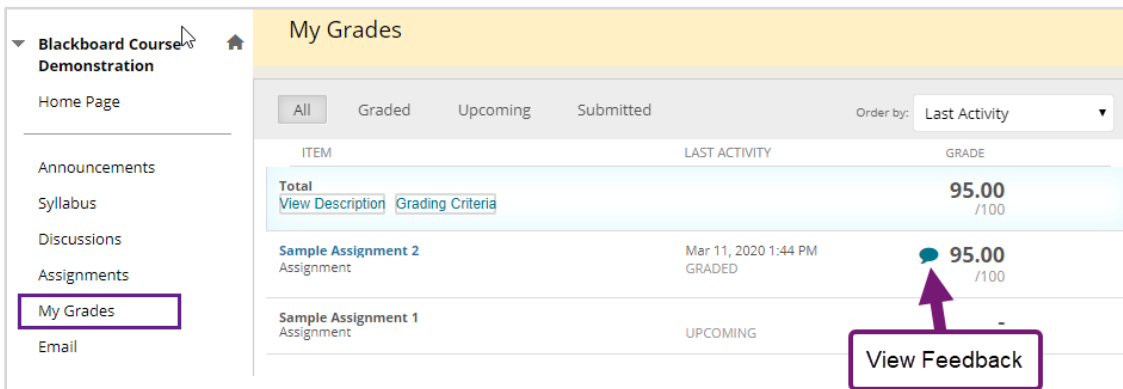 Blackboard Course
Demonstration
Home Page
Announcements
Syllabus
Discussions
Assignments
My Grades
Email
My Grades
All Graded Upcoming Submitted Order by: Last Activity
ITEM LAST ACTIVITY GRADE
Total
View Description Grading Criteria
95.00
/100
Sample Assignment 2
Assignment
Mar 11, 2020 1:44 PM
GRADED
95.00
/100
Sample Assignment 1
Assignment
UPCOMING
-
View Feedback